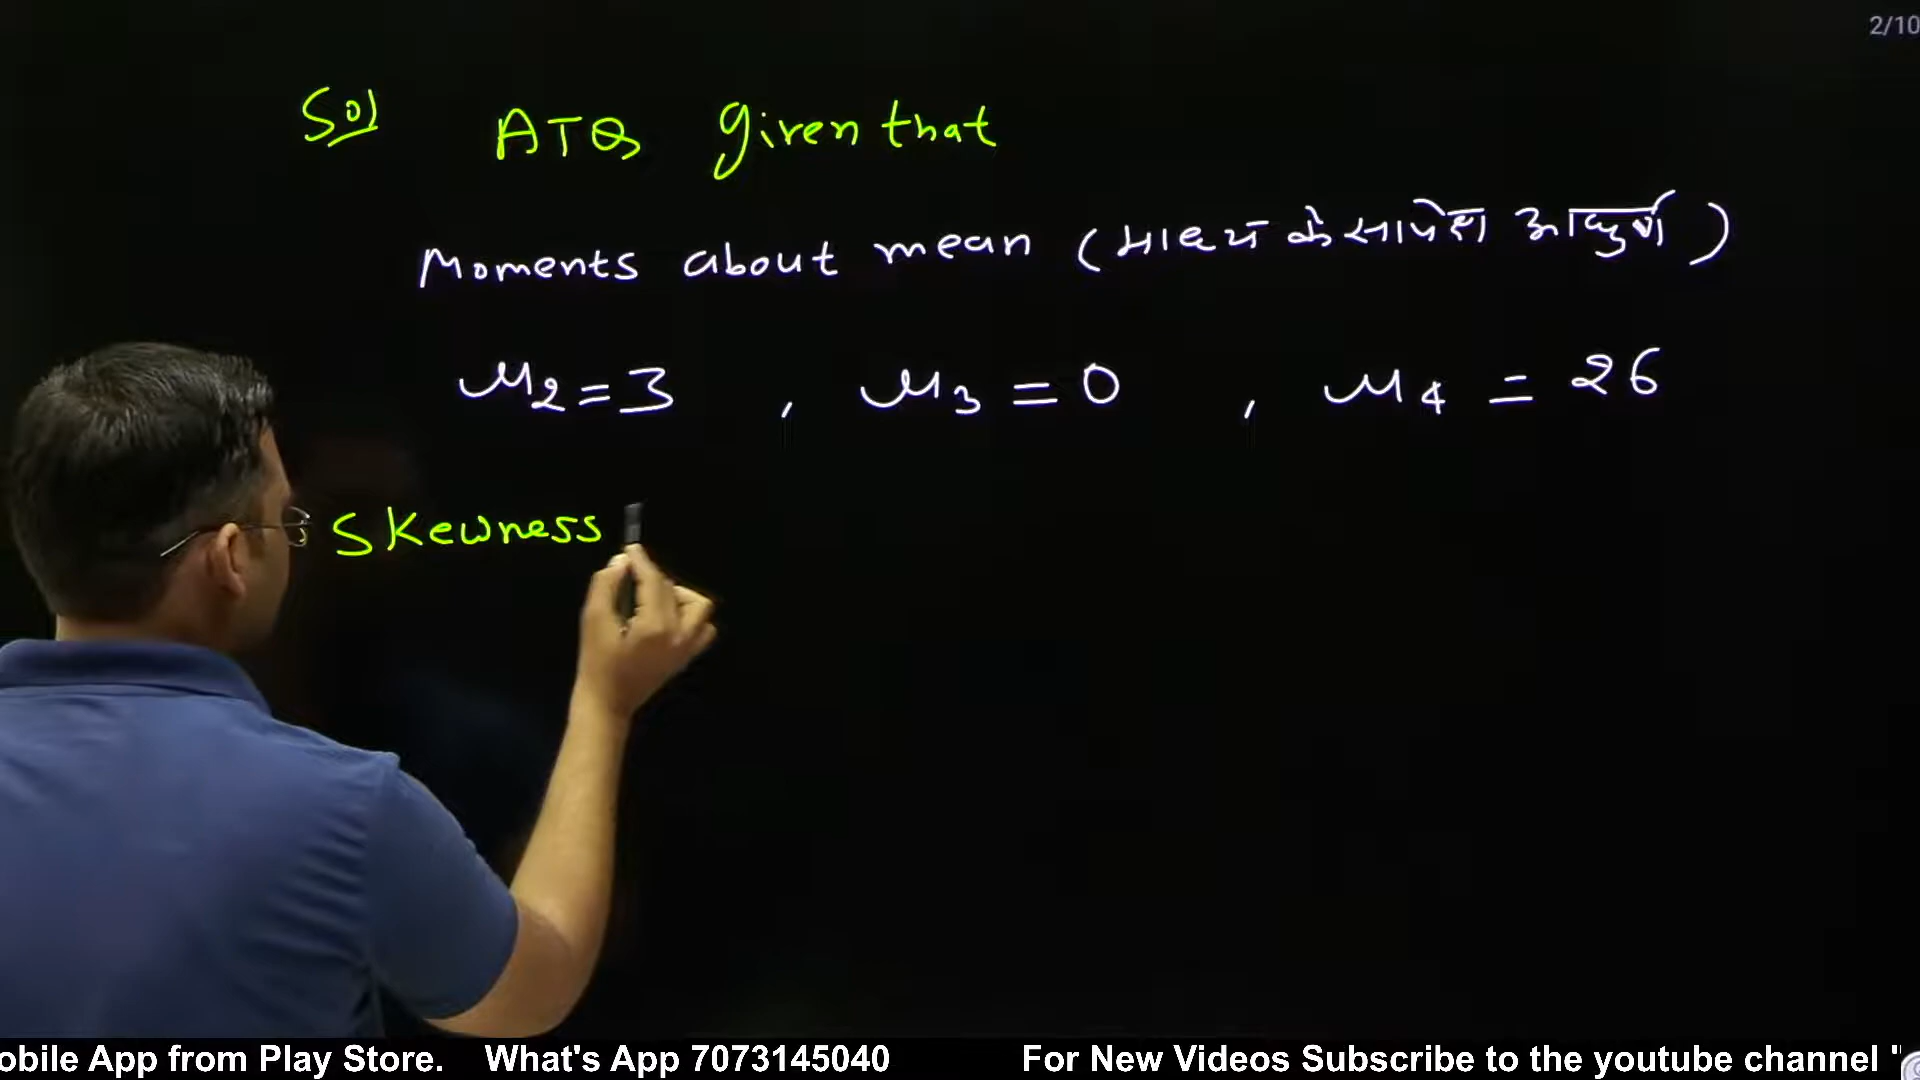 2/10
Sol ATQ given that
Moments about mean (माध्य के सापेक्ष आघूर्ण)
μ2 = 3 , μ3 = 0 , μ4 = 26
Skewness
obile App from Play Store. What's App 7073145040 For New Videos Subscribe to the youtube channel "